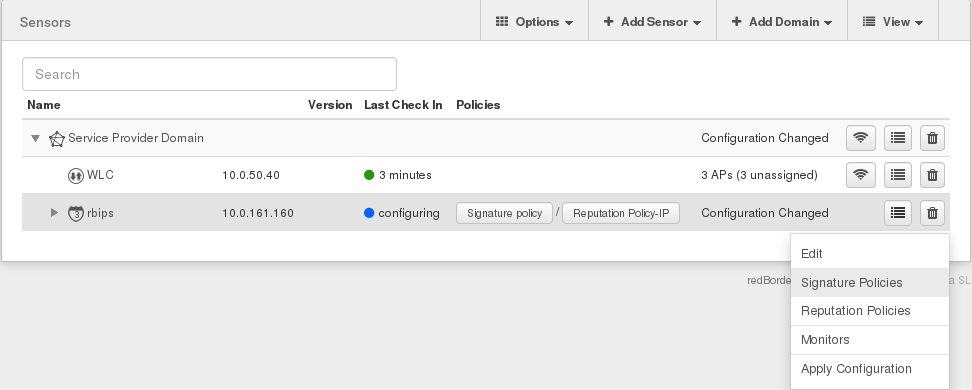 Sensors Options Add Sensor Add Domain View
Search
Name Version Last Check In Policies
Service Provider Domain Configuration Changed
WLC 10.0.50.40 3 minutes 3 APs (3 unassigned)
3 rbips 10.0.161.160 configuring Signature policy / Reputation Policy-IP Configuration Changed
Edit
redBorde Signature Policies a SL
Reputation Policies
Monitors
Apply Configuration